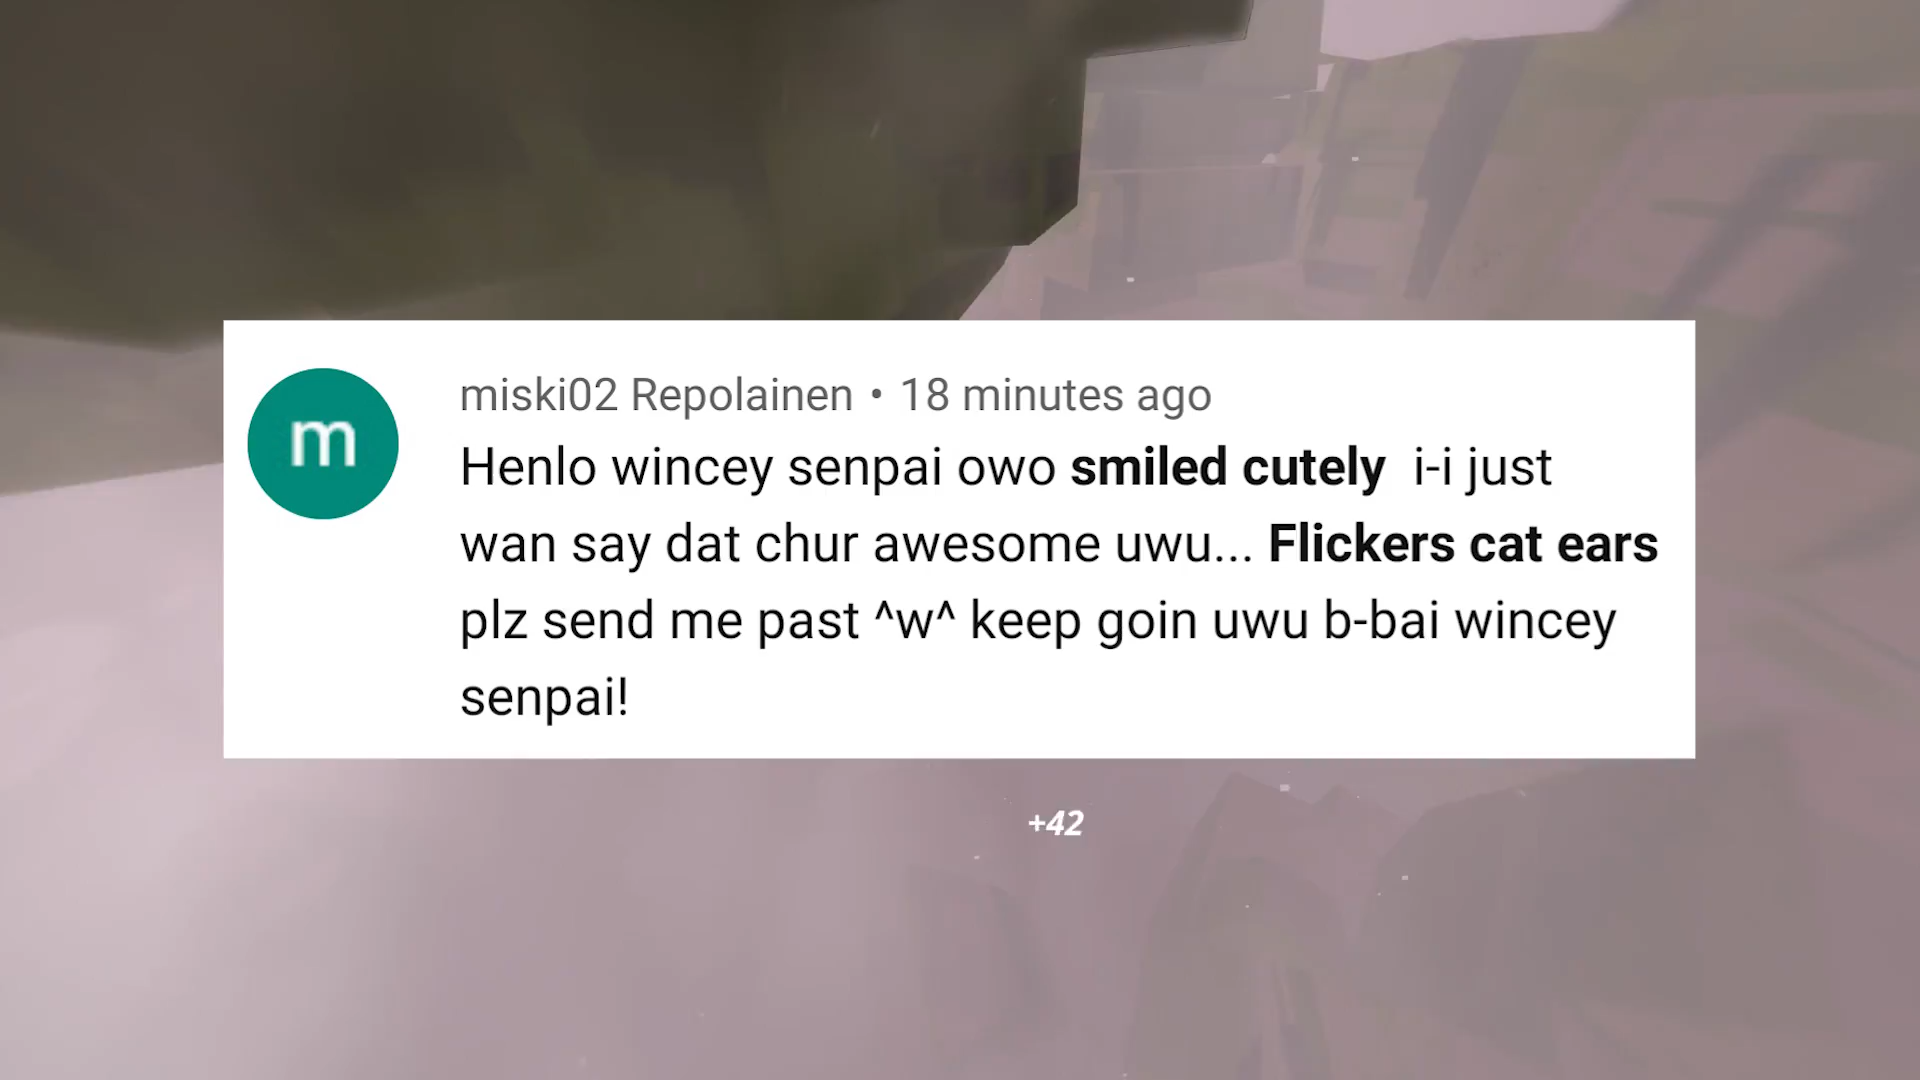 m
miski02 Repolainen • 18 minutes ago
Henlo wincey senpai owo smiled cutely i-i just
wan say dat chur awesome uwu... Flickers cat ears
plz send me past ^w^ keep goin uwu b-bai wincey
senpai!
+42